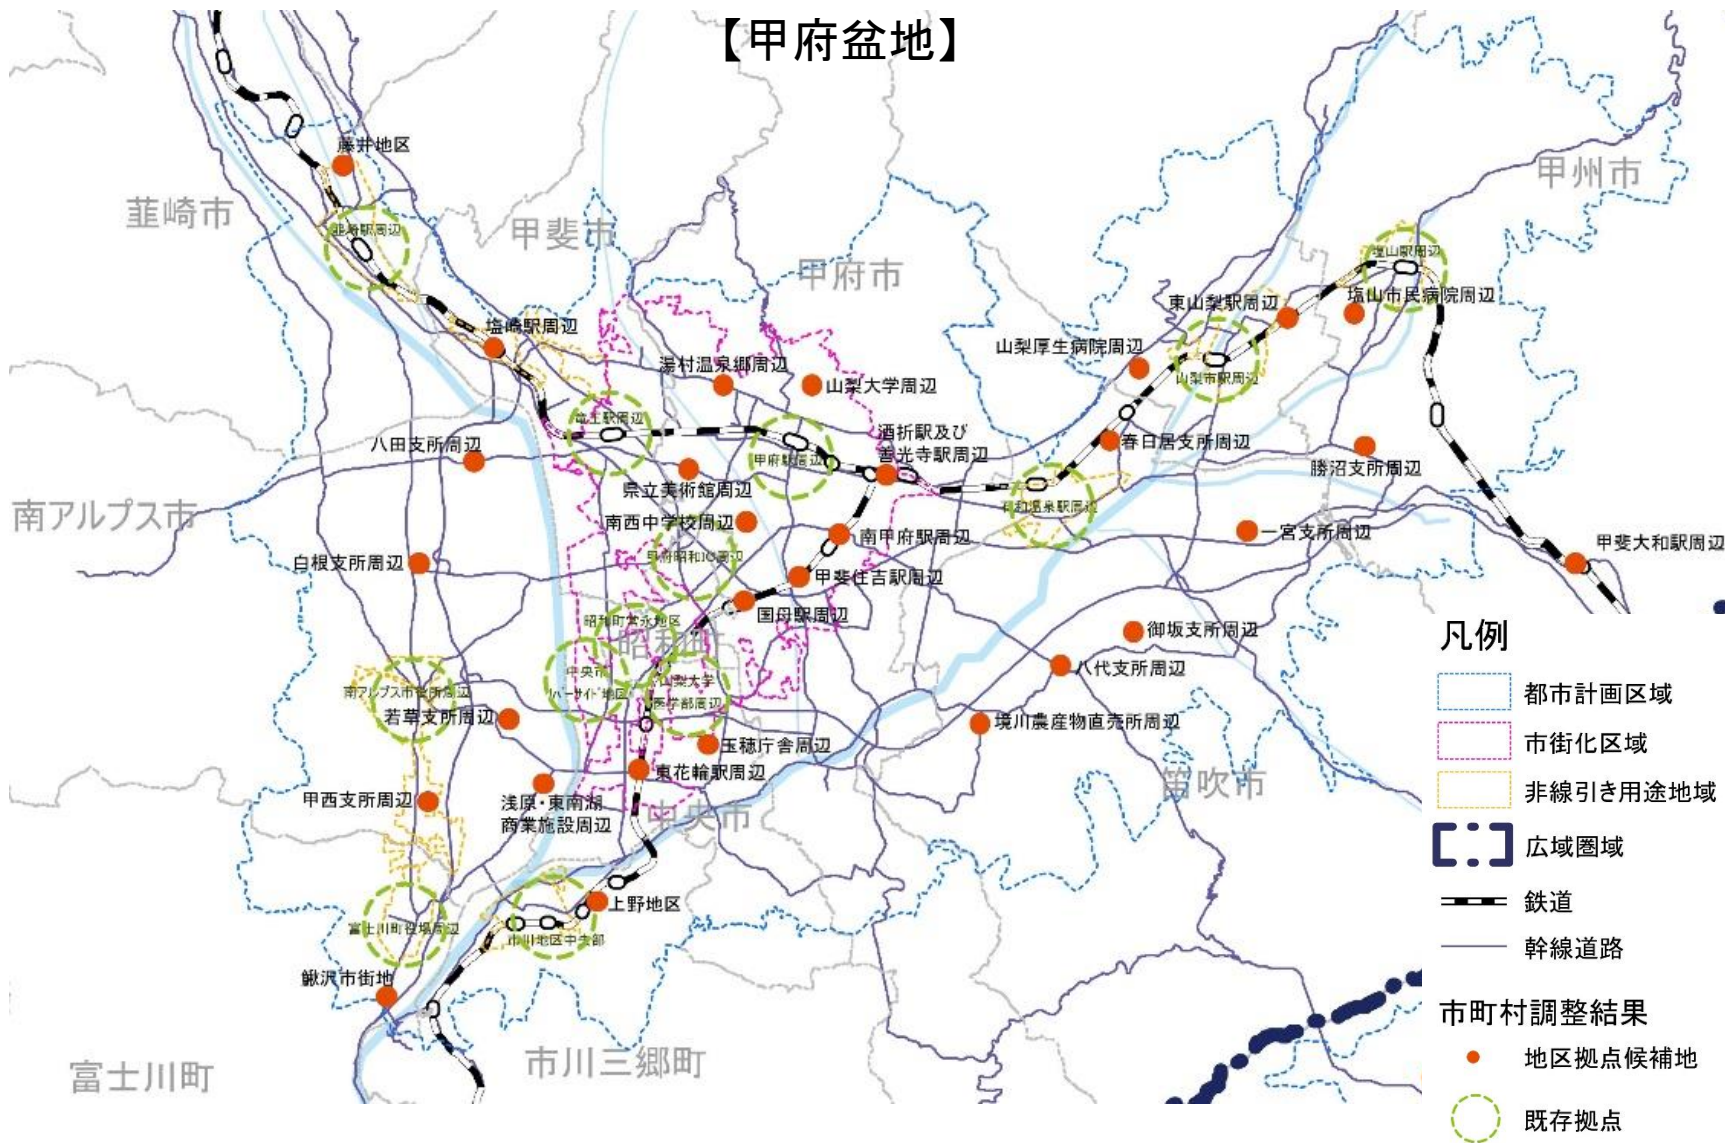 【甲府盆地】
藤井地区
韮崎市
韮崎駅周辺
甲斐市
甲府市
甲州市
塩山駅周辺
塩山市民病院周辺
東山梨駅周辺
塩崎駅周辺
山梨厚生病院周辺
湯村温泉郷周辺
山梨大学周辺
山梨市駅周辺
竜王駅周辺
酒折駅及び
善光寺駅周辺
八田支所周辺
甲府駅周辺
春日居支所周辺
勝沼支所周辺
県立美術館周辺
南アルプス市
石和温泉駅周辺
南西中学校周辺
南甲府駅周辺
一宮支所周辺
甲斐大和駅周辺
甲府昭和IC周辺
白根支所周辺
甲斐住吉駅周辺
国母駅周辺
昭和町常永地区
昭和町
御坂支所周辺
八代支所周辺
中央市
リバーサイド地区
山梨大学
医学部周辺
南アルプス市役所周辺
若草支所周辺
境川農産物直売所周辺
玉穂庁舎周辺
東花輪駅周辺
笛吹市
甲西支所周辺
浅原・東南湖
商業施設周辺
中央市
上野地区
富士川町役場周辺
市川地区中央部
鰍沢市街地
富士川町
市川三郷町
凡例
都市計画区域
市街化区域
非線引き用途地域
広域圏域
鉄道
幹線道路
市町村調整結果
地区拠点候補地
既存拠点